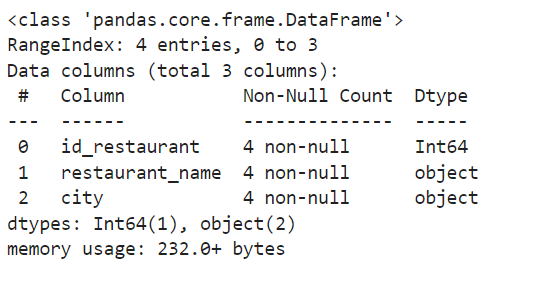 <class 'pandas.core.frame.DataFrame'>
RangeIndex: 4 entries, 0 to 3
Data columns (total 3 columns):
 #   Column           Non-Null Count  Dtype
---  ------           --------------  -----
 0   id_restaurant    4 non-null      Int64
 1   restaurant_name  4 non-null      object
 2   city             4 non-null      object
dtypes: Int64(1), object(2)
memory usage: 232.0+ bytes